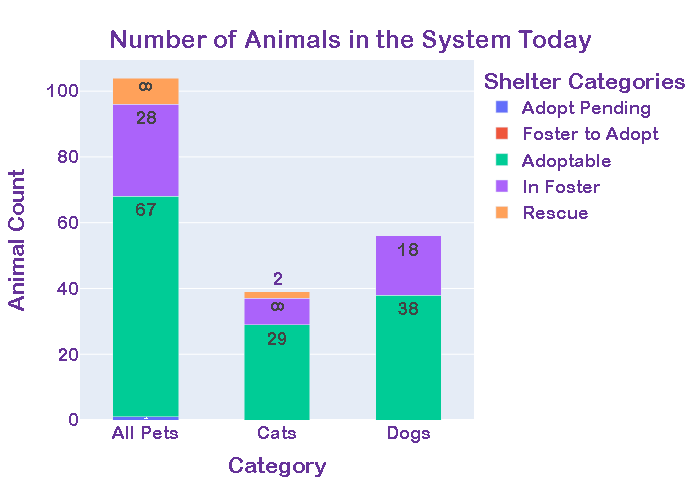 Number of Animals in the System Today
Shelter Categories
Adopt Pending
Foster to Adopt
Adoptable
In Foster
Rescue
Animal Count
100
80
60
40
20
0
8
28
67
1
2
8
29
18
38
All Pets
Cats
Dogs
Category